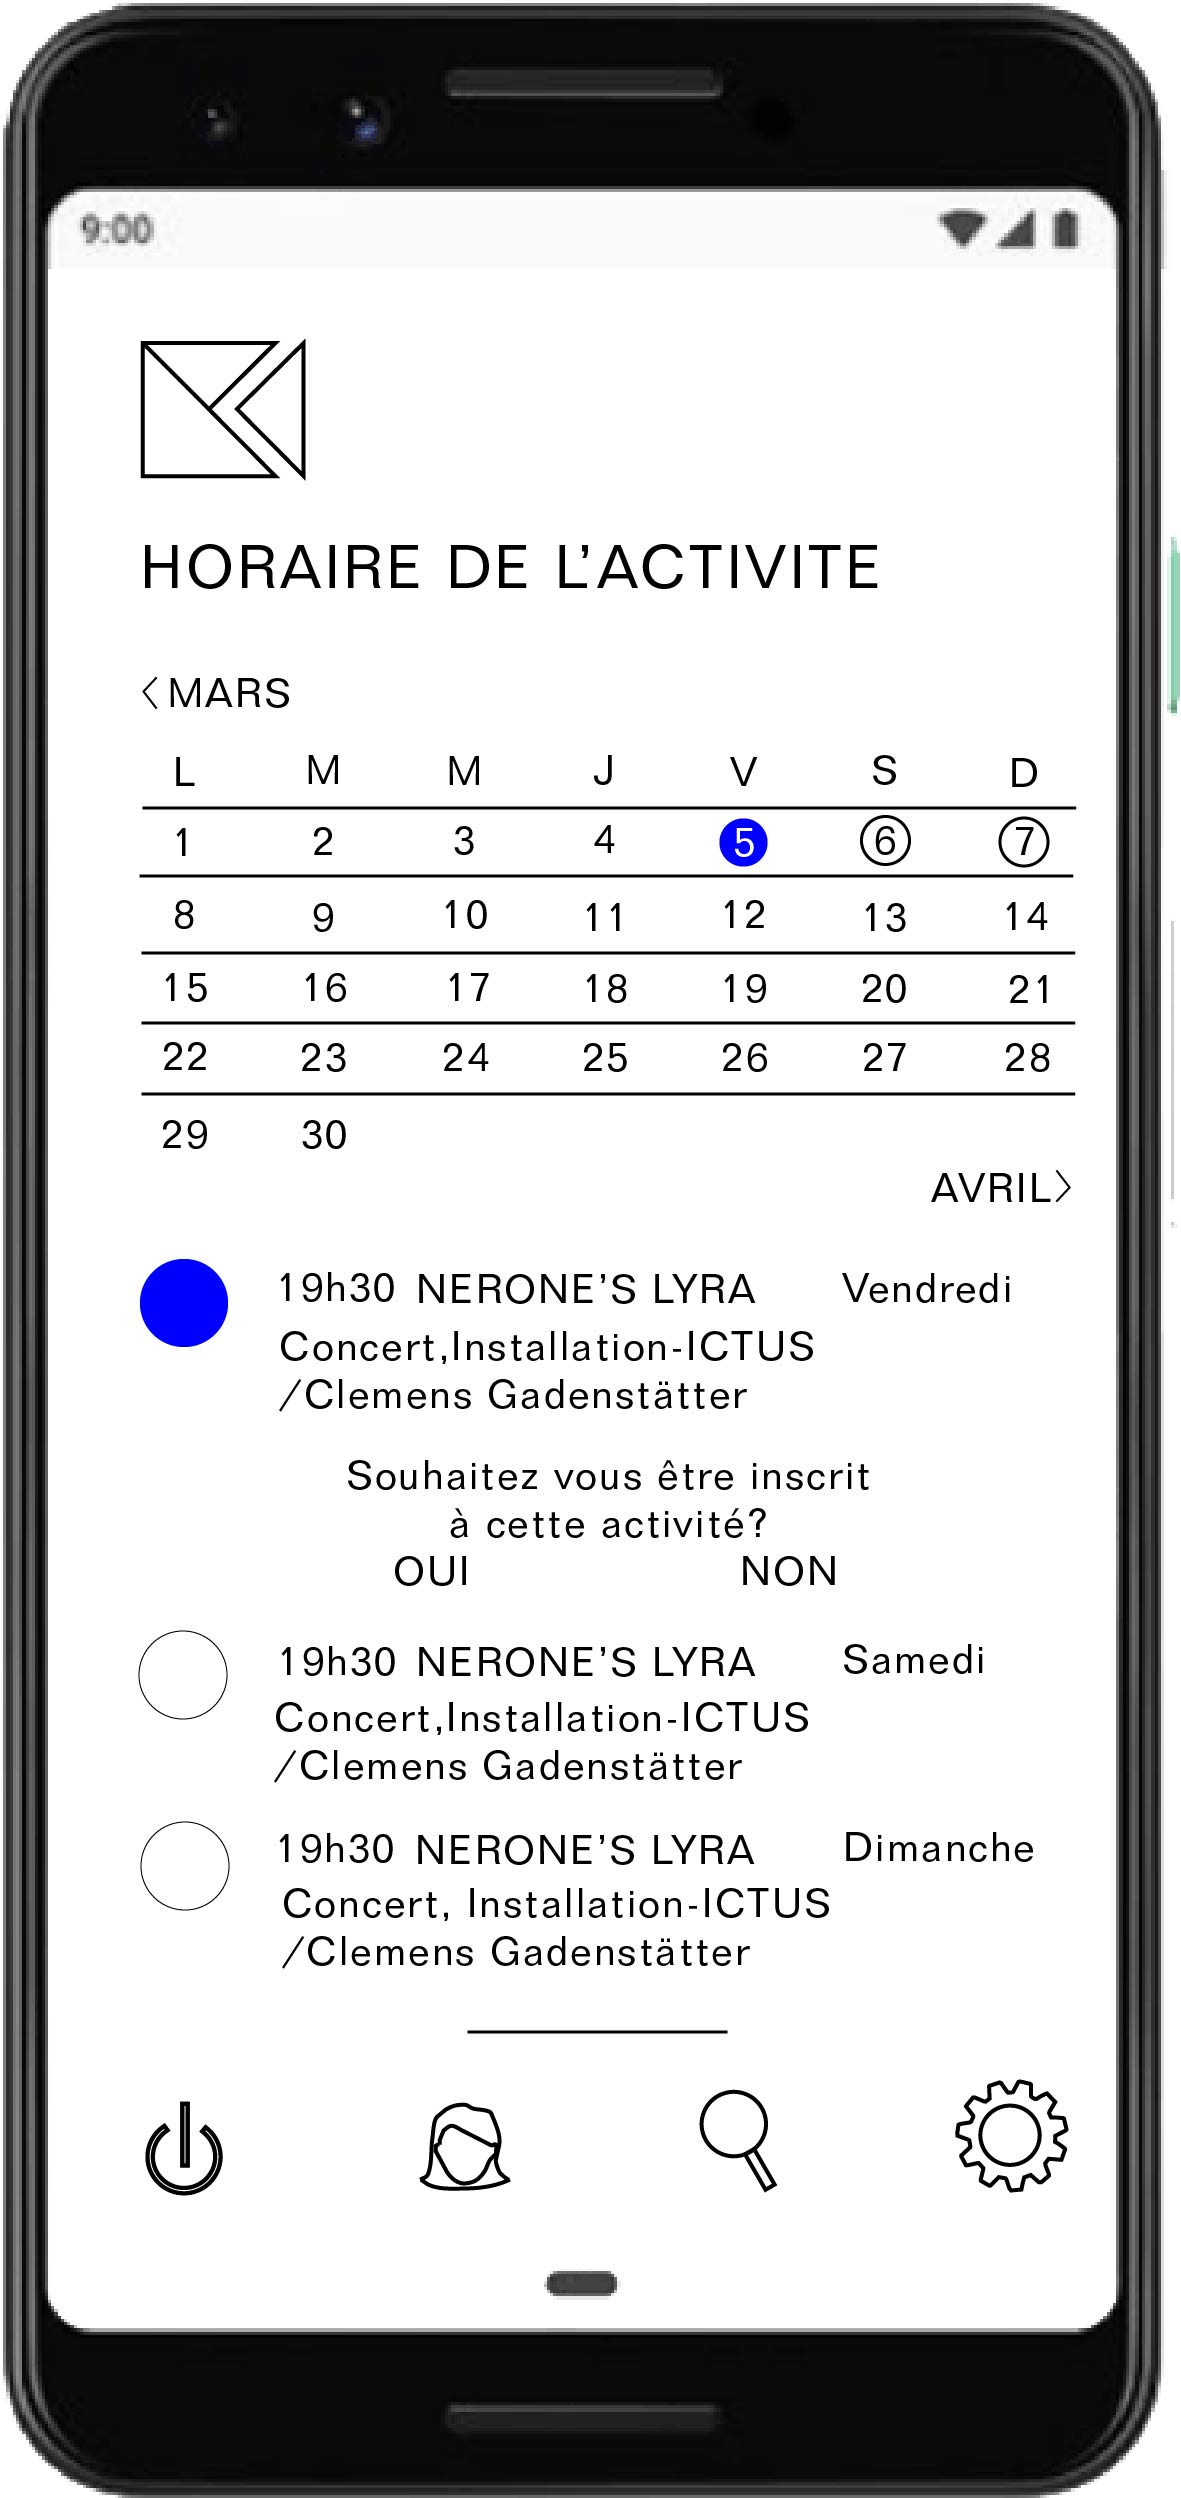 9:00
HORAIRE DE L’ACTIVITE
〈 MARS
L M M J V S D
1 2 3 4 5 6 7
8 9 10 11 12 13 14
15 16 17 18 19 20 21
22 23 24 25 26 27 28
29 30
AVRIL 〉
19h30 NERONE’S LYRA Vendredi
Concert,Installation-ICTUS
/Clemens Gadenstätter
Souhaitez vous être inscrit
à cette activité?
OUI NON
19h30 NERONE’S LYRA Samedi
Concert,Installation-ICTUS
/Clemens Gadenstätter
19h30 NERONE’S LYRA Dimanche
Concert, Installation-ICTUS
/Clemens Gadenstätter